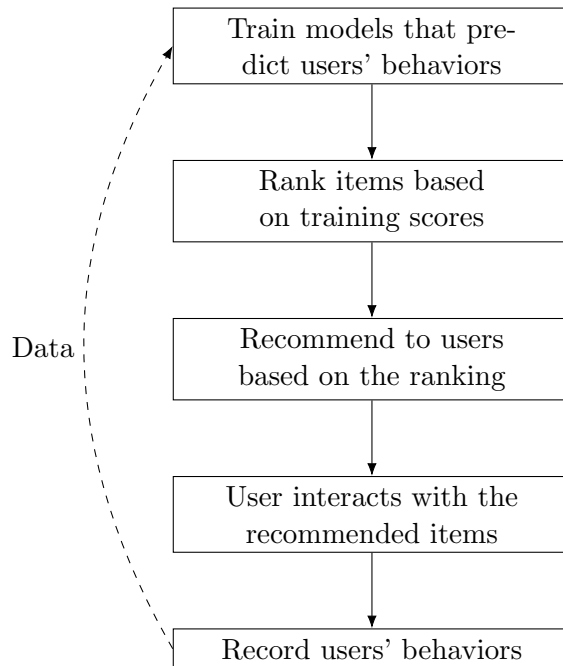 Train models that pre-
dict users' behaviors
Rank items based
on training scores
Recommend to users
based on the ranking
Data
User interacts with the
recommended items
Record users' behaviors